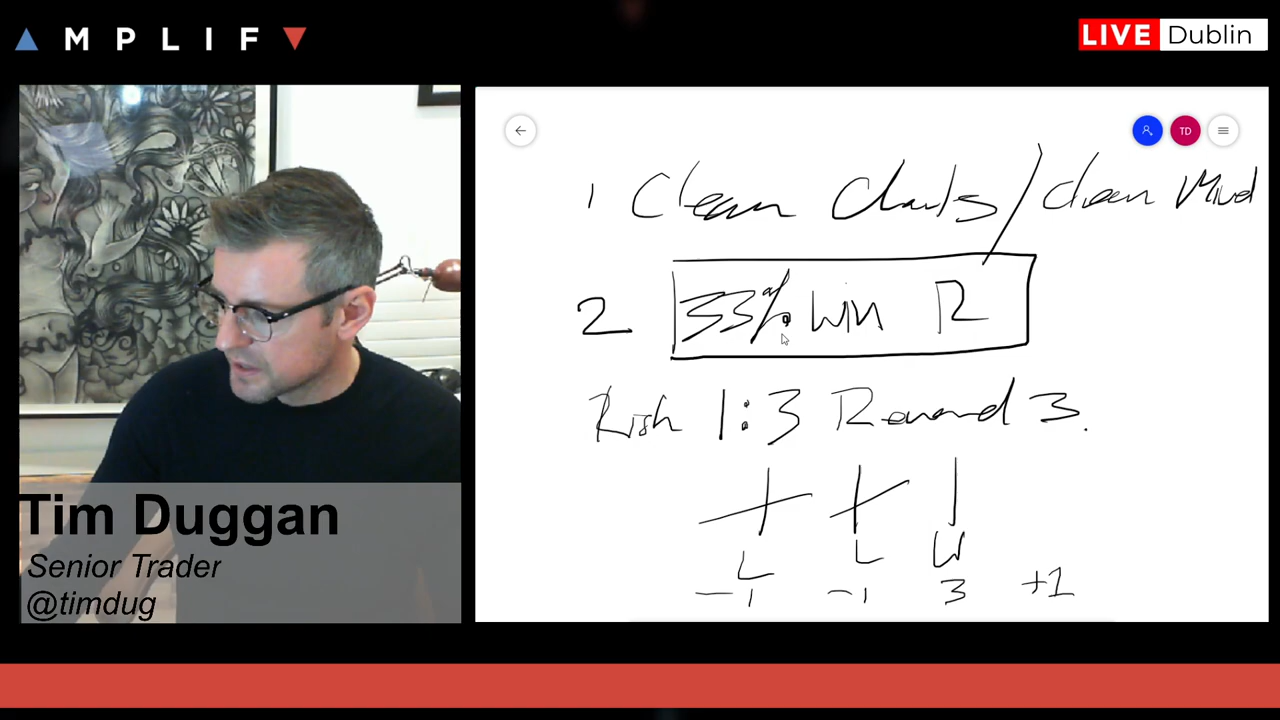 ▲ M P L I F ▼
LIVE Dublin
TD
1 Clean Charts / Clean Mind
2 33% Win R
Risk 1:3 Reward 3.
L L W
-1 -1 3 +1
Tim Duggan
Senior Trader
@timdug